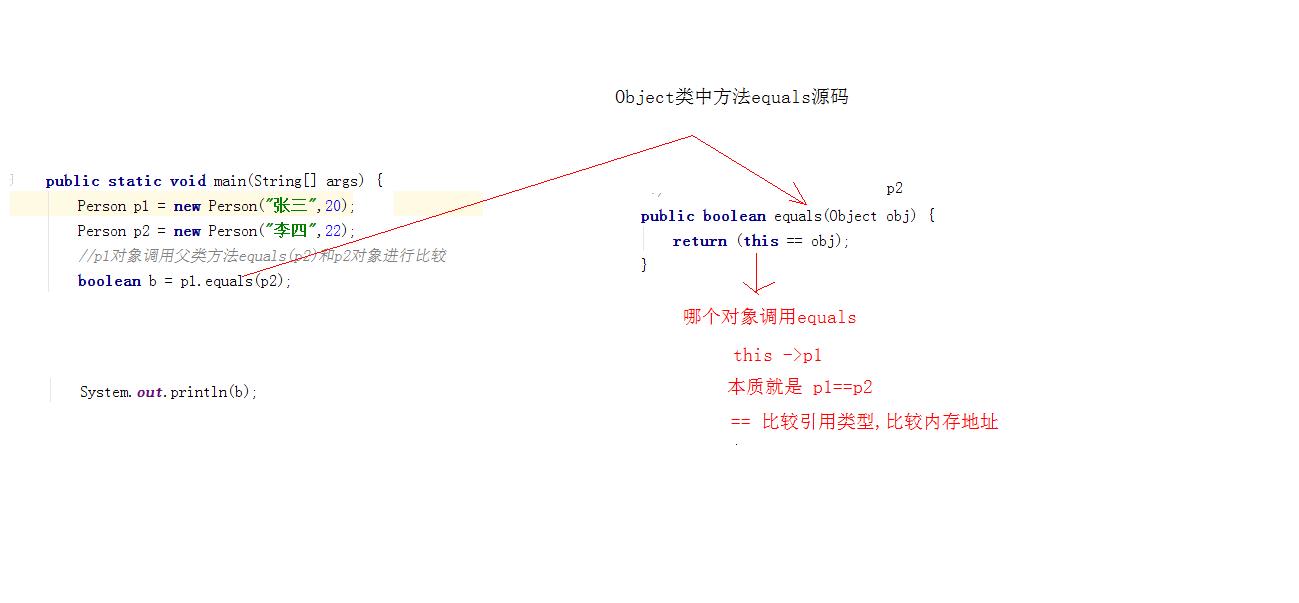 Object类中方法equals源码
public static void main(String[] args) {
Person p1 = new Person("张三",20);
Person p2 = new Person("李四",22);
//p1对象调用父类方法equals(p2)和p2对象进行比较
boolean b = p1.equals(p2);
System.out.println(b);
p2
public boolean equals(Object obj) {
return (this == obj);
}
哪个对象调用equals
this ->p1
本质就是 p1==p2
== 比较引用类型,比较内存地址